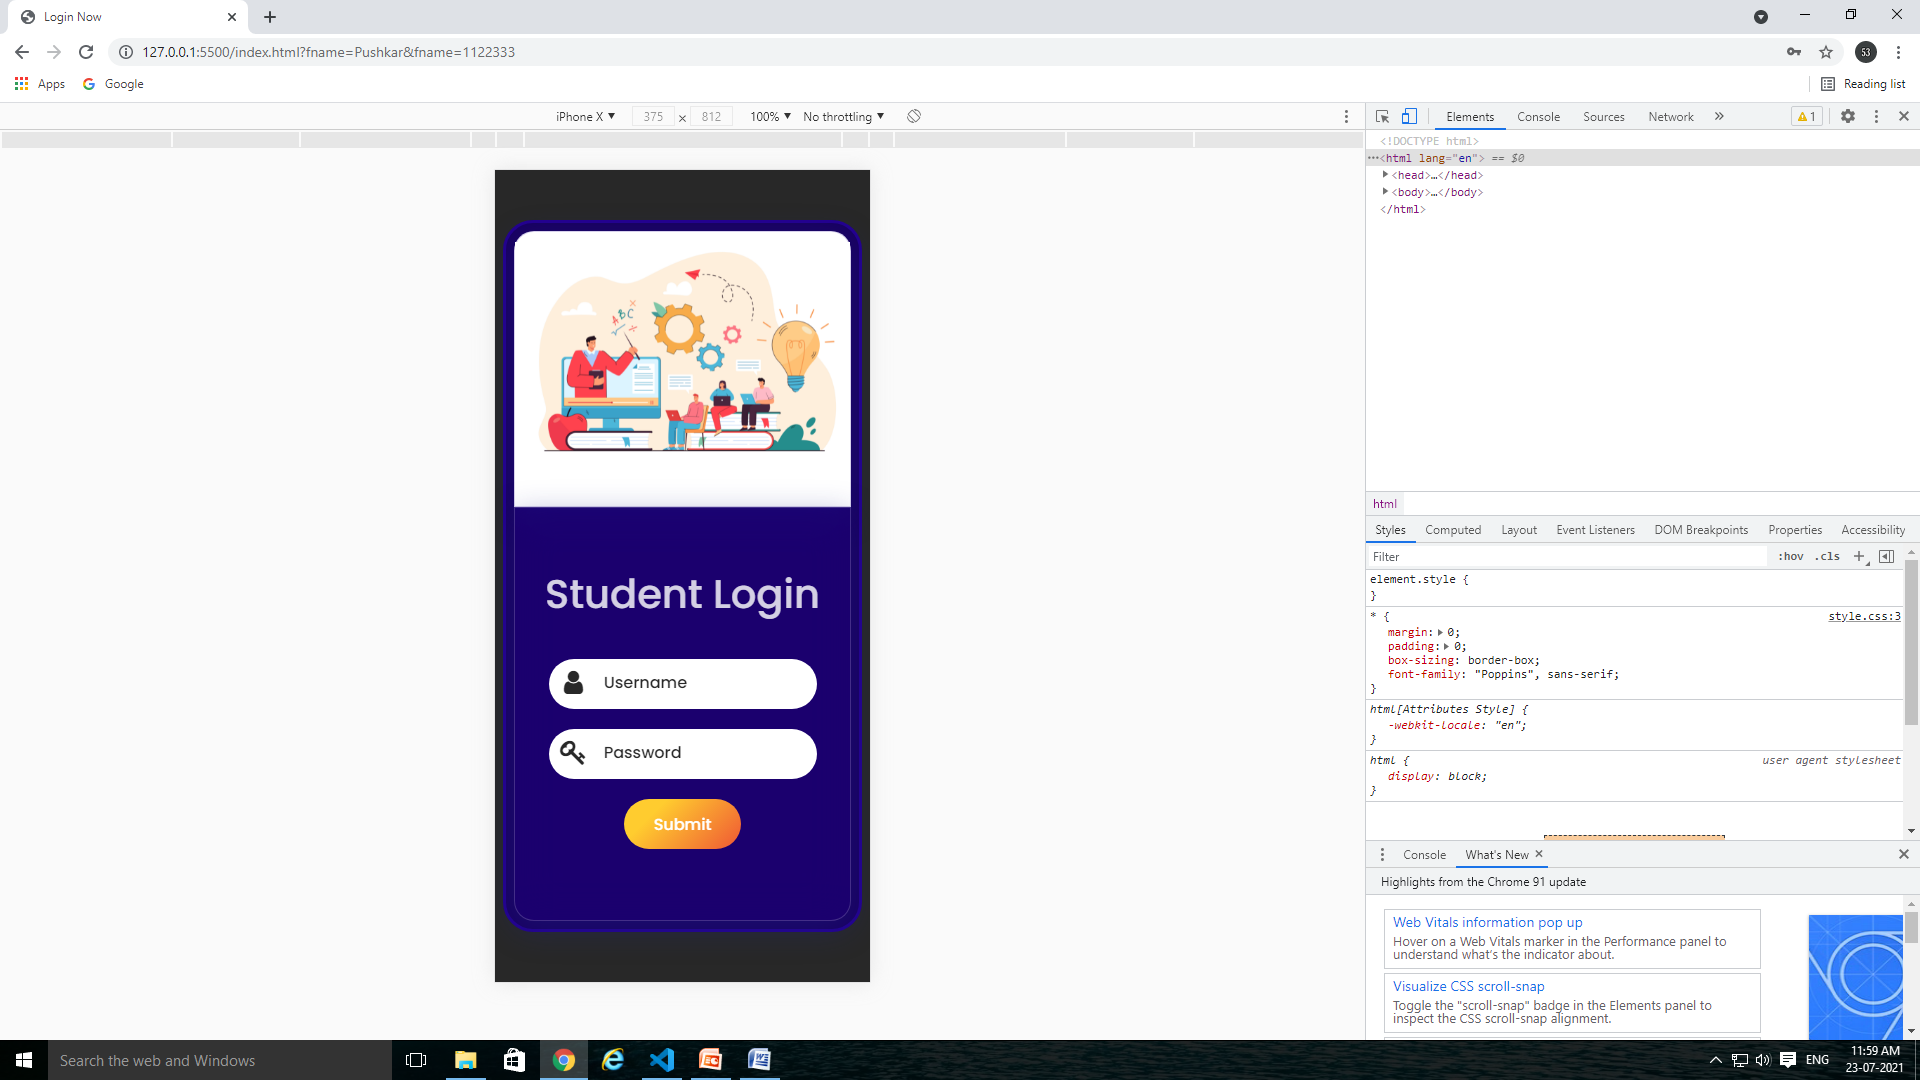 Login Now
127.0.0.1:5500/index.html?fname=Pushkar&fname=1122333
53
Apps
Google
Reading list
iPhone X
375
×
812
100%
No throttling
Elements
Console
Sources
Network
»
1
<!DOCTYPE html>
…<html lang="en"> == $0
<head>…</head>
<body>…</body>
</html>
ABC
Student Login
Username
Password
Submit
html
Styles
Computed
Layout
Event Listeners
DOM Breakpoints
Properties
Accessibility
Filter
:hov
.cls
element.style {
}
* {
style.css:3
margin: 0;
padding: 0;
box-sizing: border-box;
font-family: "Poppins", sans-serif;
}
html[Attributes Style] {
-webkit-locale: "en";
}
html {
user agent stylesheet
display: block;
}
Console
What's New
Highlights from the Chrome 91 update
Web Vitals information pop up
Hover on a Web Vitals marker in the Performance panel to
understand what's the indicator about.
Visualize CSS scroll-snap
Toggle the "scroll-snap" badge in the Elements panel to
inspect the CSS scroll-snap alignment.
Search the web and Windows
ENG
11:59 AM
23-07-2021